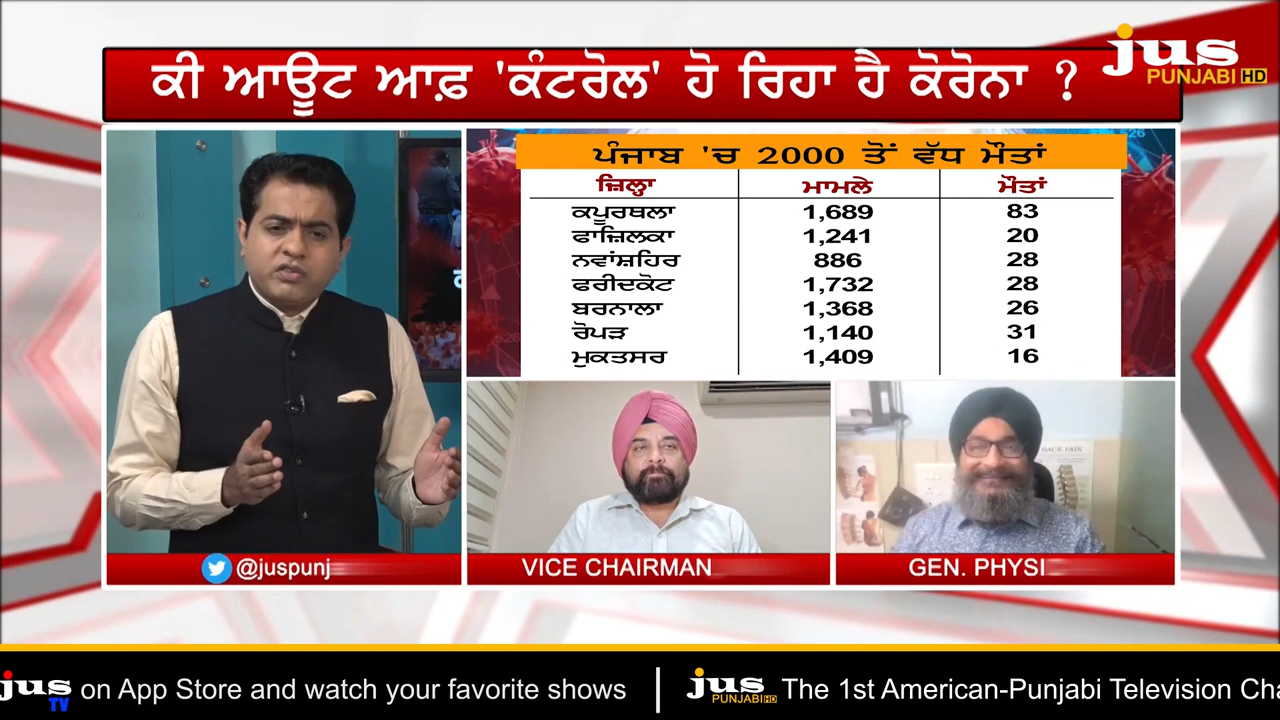 ਕੀ ਆਊਟ ਆਫ਼ 'ਕੰਟਰੋਲ' ਹੋ ਰਿਹਾ ਹੈ ਕੋਰੋਨਾ ?
jus
PUNJABI HD
ਪੰਜਾਬ 'ਚ 2000 ਤੋਂ ਵੱਧ ਮੌਤਾਂ
ਜ਼ਿਲ੍ਹਾ ਮਾਮਲੇ ਮੌਤਾਂ
ਕਪੂਰਥਲਾ 1,689 83
ਫਾਜ਼ਿਲਕਾ 1,241 20
ਨਵਾਂਸ਼ਹਿਰ 886 28
ਫਰੀਦਕੋਟ 1,732 28
ਬਰਨਾਲਾ 1,368 26
ਰੋਪੜ 1,140 31
ਮੁਕਤਸਰ 1,409 16
BACK PAIN
@juspunj
VICE CHAIRMAN
GEN. PHYSI
jus TV on App Store and watch your favorite shows
jus PUNJABI HD The 1st American-Punjabi Television Cha